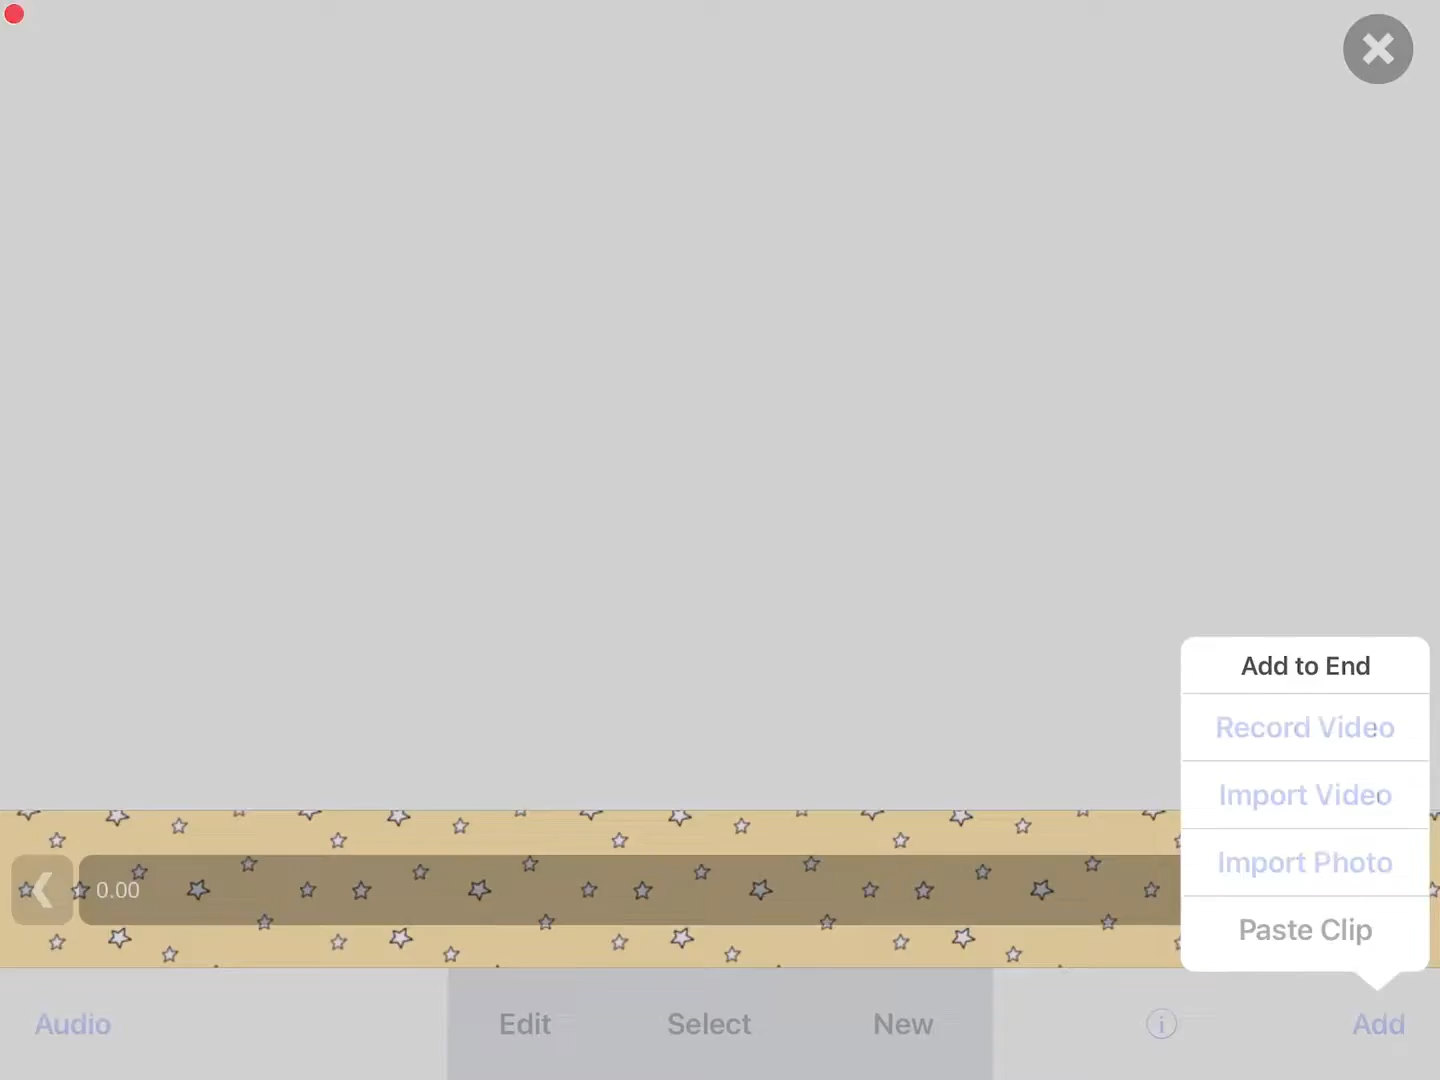 Add to End
Record Video
Import Video
Import Photo
Paste Clip
0.00
Audio
Edit
Select
New
i
Add